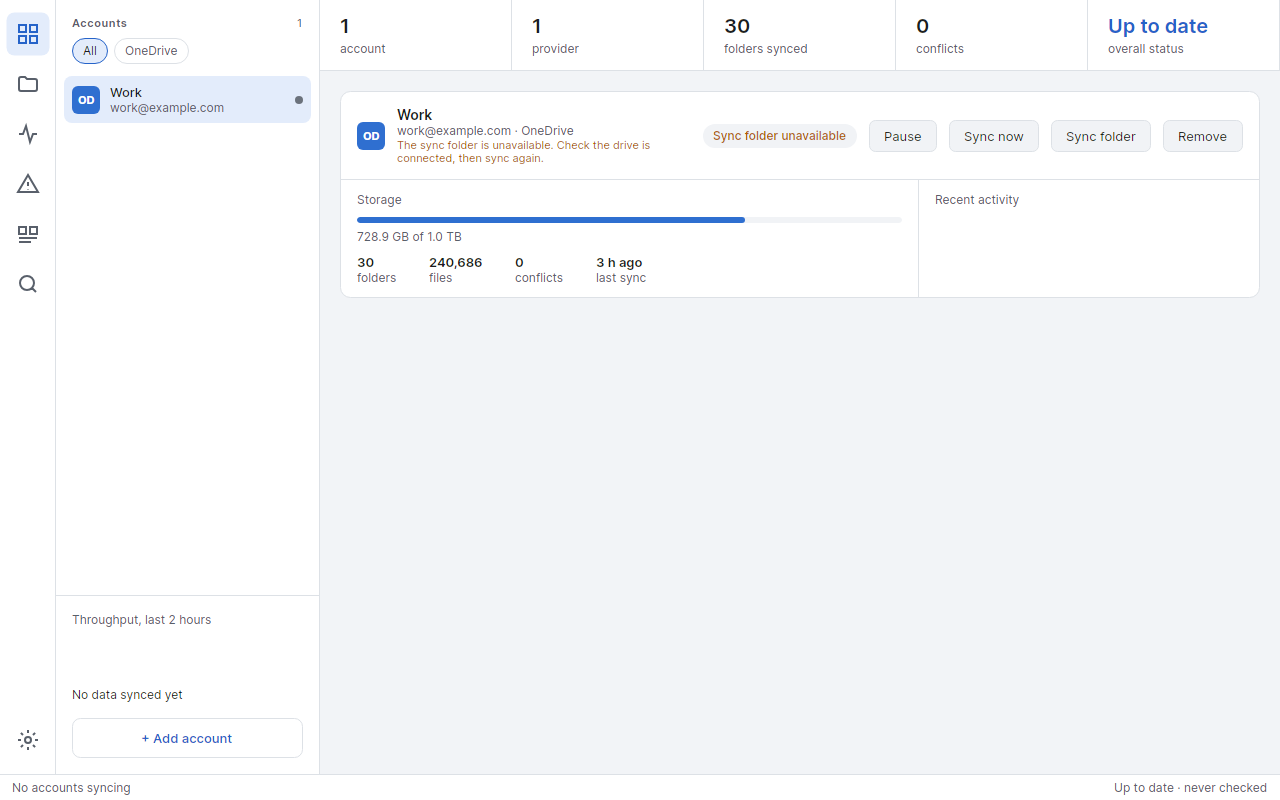 Accounts 1
All OneDrive
OD Work
work@example.com
Throughput, last 2 hours
No data synced yet
+ Add account
1
account
1
provider
30
folders synced
0
conflicts
Up to date
overall status
OD
Work
work@example.com · OneDrive
The sync folder is unavailable. Check the drive is
connected, then sync again.
Sync folder unavailable
Pause
Sync now
Sync folder
Remove
Storage
728.9 GB of 1.0 TB
30
folders
240,686
files
0
conflicts
3 h ago
last sync
Recent activity
No accounts syncing
Up to date · never checked